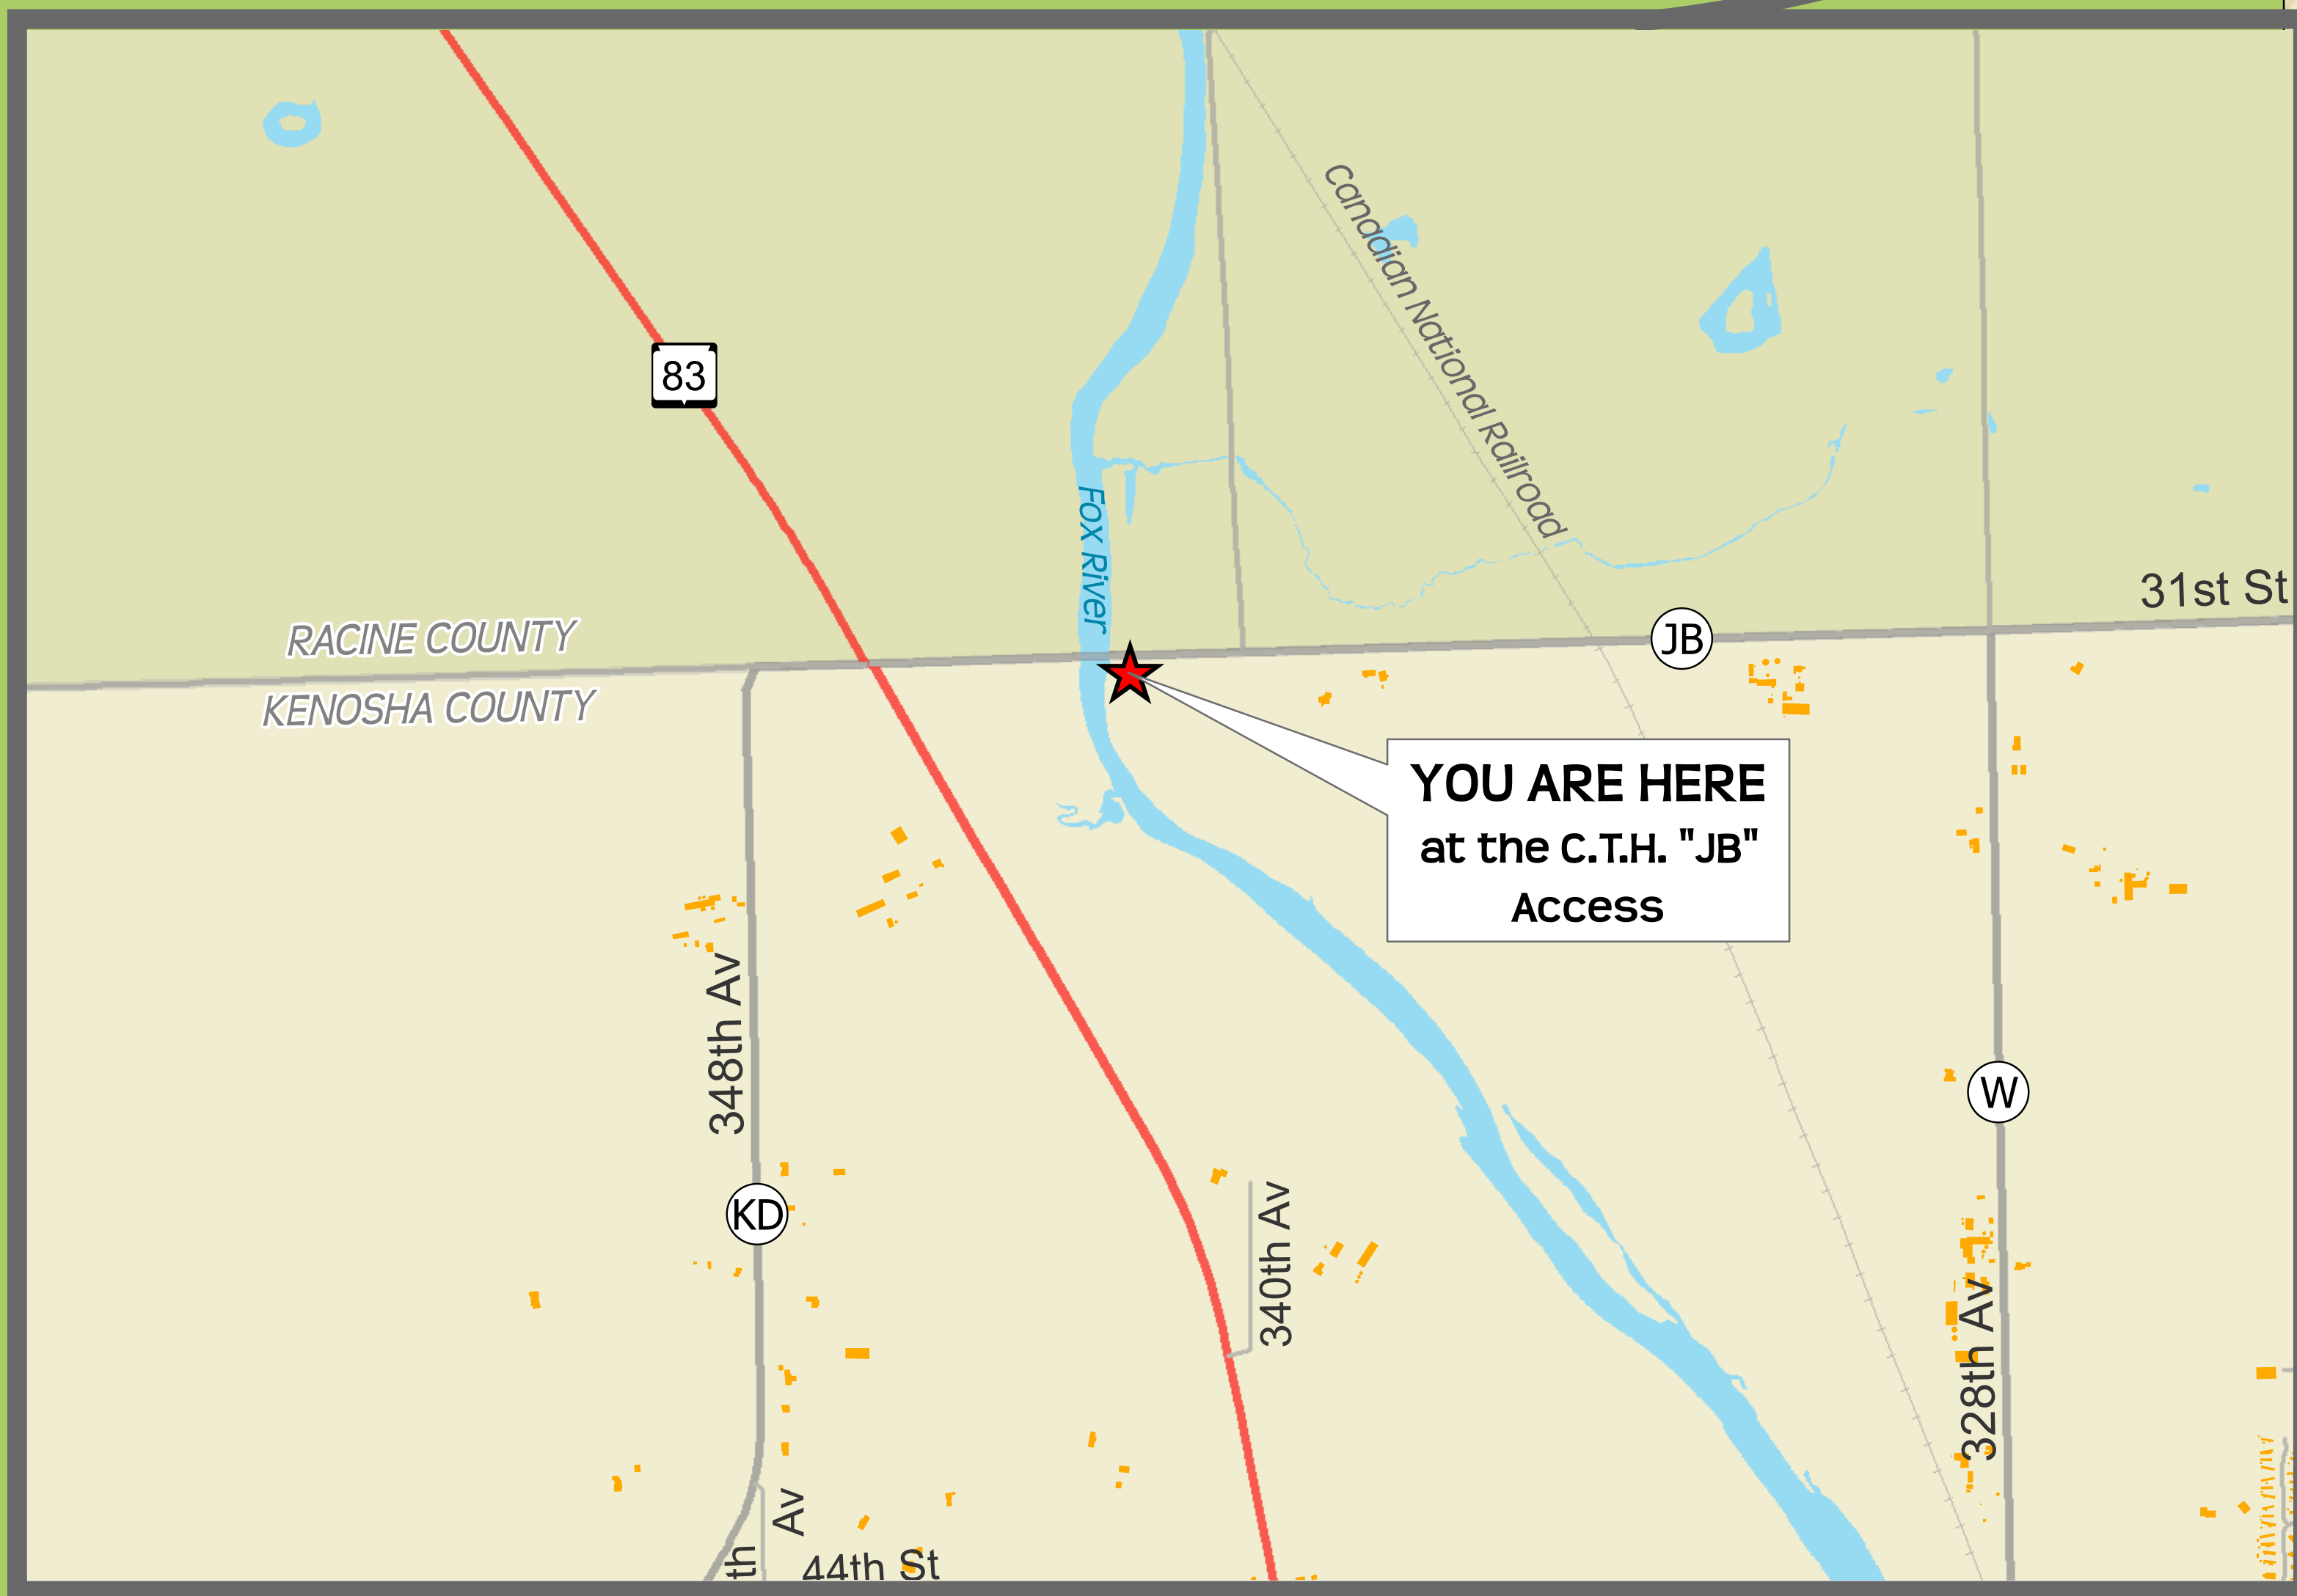 Canadian National Railroad
83
Fox River
31st St
JB
RACINE COUNTY
KENOSHA COUNTY
YOU ARE HERE
at the C.T.H. "JB"
Access
348th Av
W
KD
340th Av
328th Av
th Av
44th St